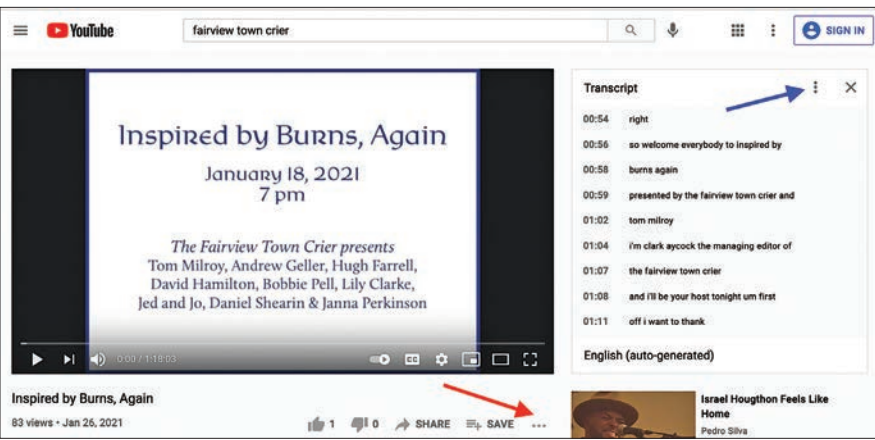 YouTube
fairview town crier
SIGN IN
Inspired by Burns, Again
January 18, 2021
7 pm
The Fairview Town Crier presents
Tom Milroy, Andrew Geller, Hugh Farrell,
David Hamilton, Bobbie Pell, Lily Clarke,
Jed and Jo, Daniel Shearin & Janna Perkinson
0:00 / 1:18:03
CC
Inspired by Burns, Again
83 views • Jan 26, 2021
1
0
SHARE
SAVE
Transcript
00:54 right
00:56 so welcome everybody to inspired by
00:58 burns again
00:59 presented by the fairview town crier and
01:02 tom milroy
01:04 i'm clark aycock the managing editor of
01:07 the fairview town crier
01:08 and i'll be your host tonight um first
01:11 off i want to thank
English (auto-generated)
Israel Hougthon Feels Like
Home
Pedro Silva